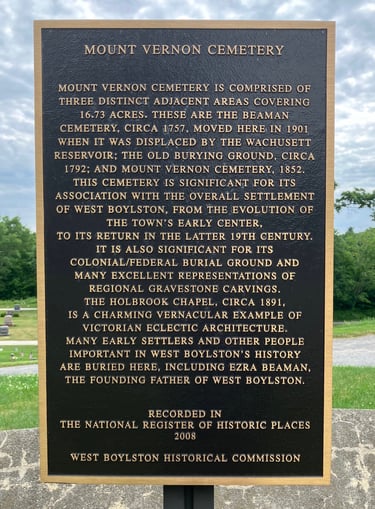 MOUNT VERNON CEMETERY
MOUNT VERNON CEMETERY IS COMPRISED OF
THREE DISTINCT ADJACENT AREAS COVERING
16.73 ACRES. THESE ARE THE BEAMAN
CEMETERY, CIRCA 1757, MOVED HERE IN 1901
WHEN IT WAS DISPLACED BY THE WACHUSETT
RESERVOIR; THE OLD BURYING GROUND, CIRCA
1792; AND MOUNT VERNON CEMETERY, 1852.
THIS CEMETERY IS SIGNIFICANT FOR ITS
ASSOCIATION WITH THE OVERALL SETTLEMENT
OF WEST BOYLSTON, FROM THE EVOLUTION OF
THE TOWN'S EARLY CENTER,
TO ITS RETURN IN THE LATTER 19TH CENTURY.
IT IS ALSO SIGNIFICANT FOR ITS
COLONIAL/FEDERAL BURIAL GROUND AND
MANY EXCELLENT REPRESENTATIONS OF
REGIONAL GRAVESTONE CARVINGS.
THE HOLBROOK CHAPEL, CIRCA 1891,
IS A CHARMING VERNACULAR EXAMPLE OF
VICTORIAN ECLECTIC ARCHITECTURE.
MANY EARLY SETTLERS AND OTHER PEOPLE
IMPORTANT IN WEST BOYLSTON'S HISTORY
ARE BURIED HERE, INCLUDING EZRA BEAMAN,
THE FOUNDING FATHER OF WEST BOYLSTON.
RECORDED IN
THE NATIONAL REGISTER OF HISTORIC PLACES
2008
WEST BOYLSTON HISTORICAL COMMISSION